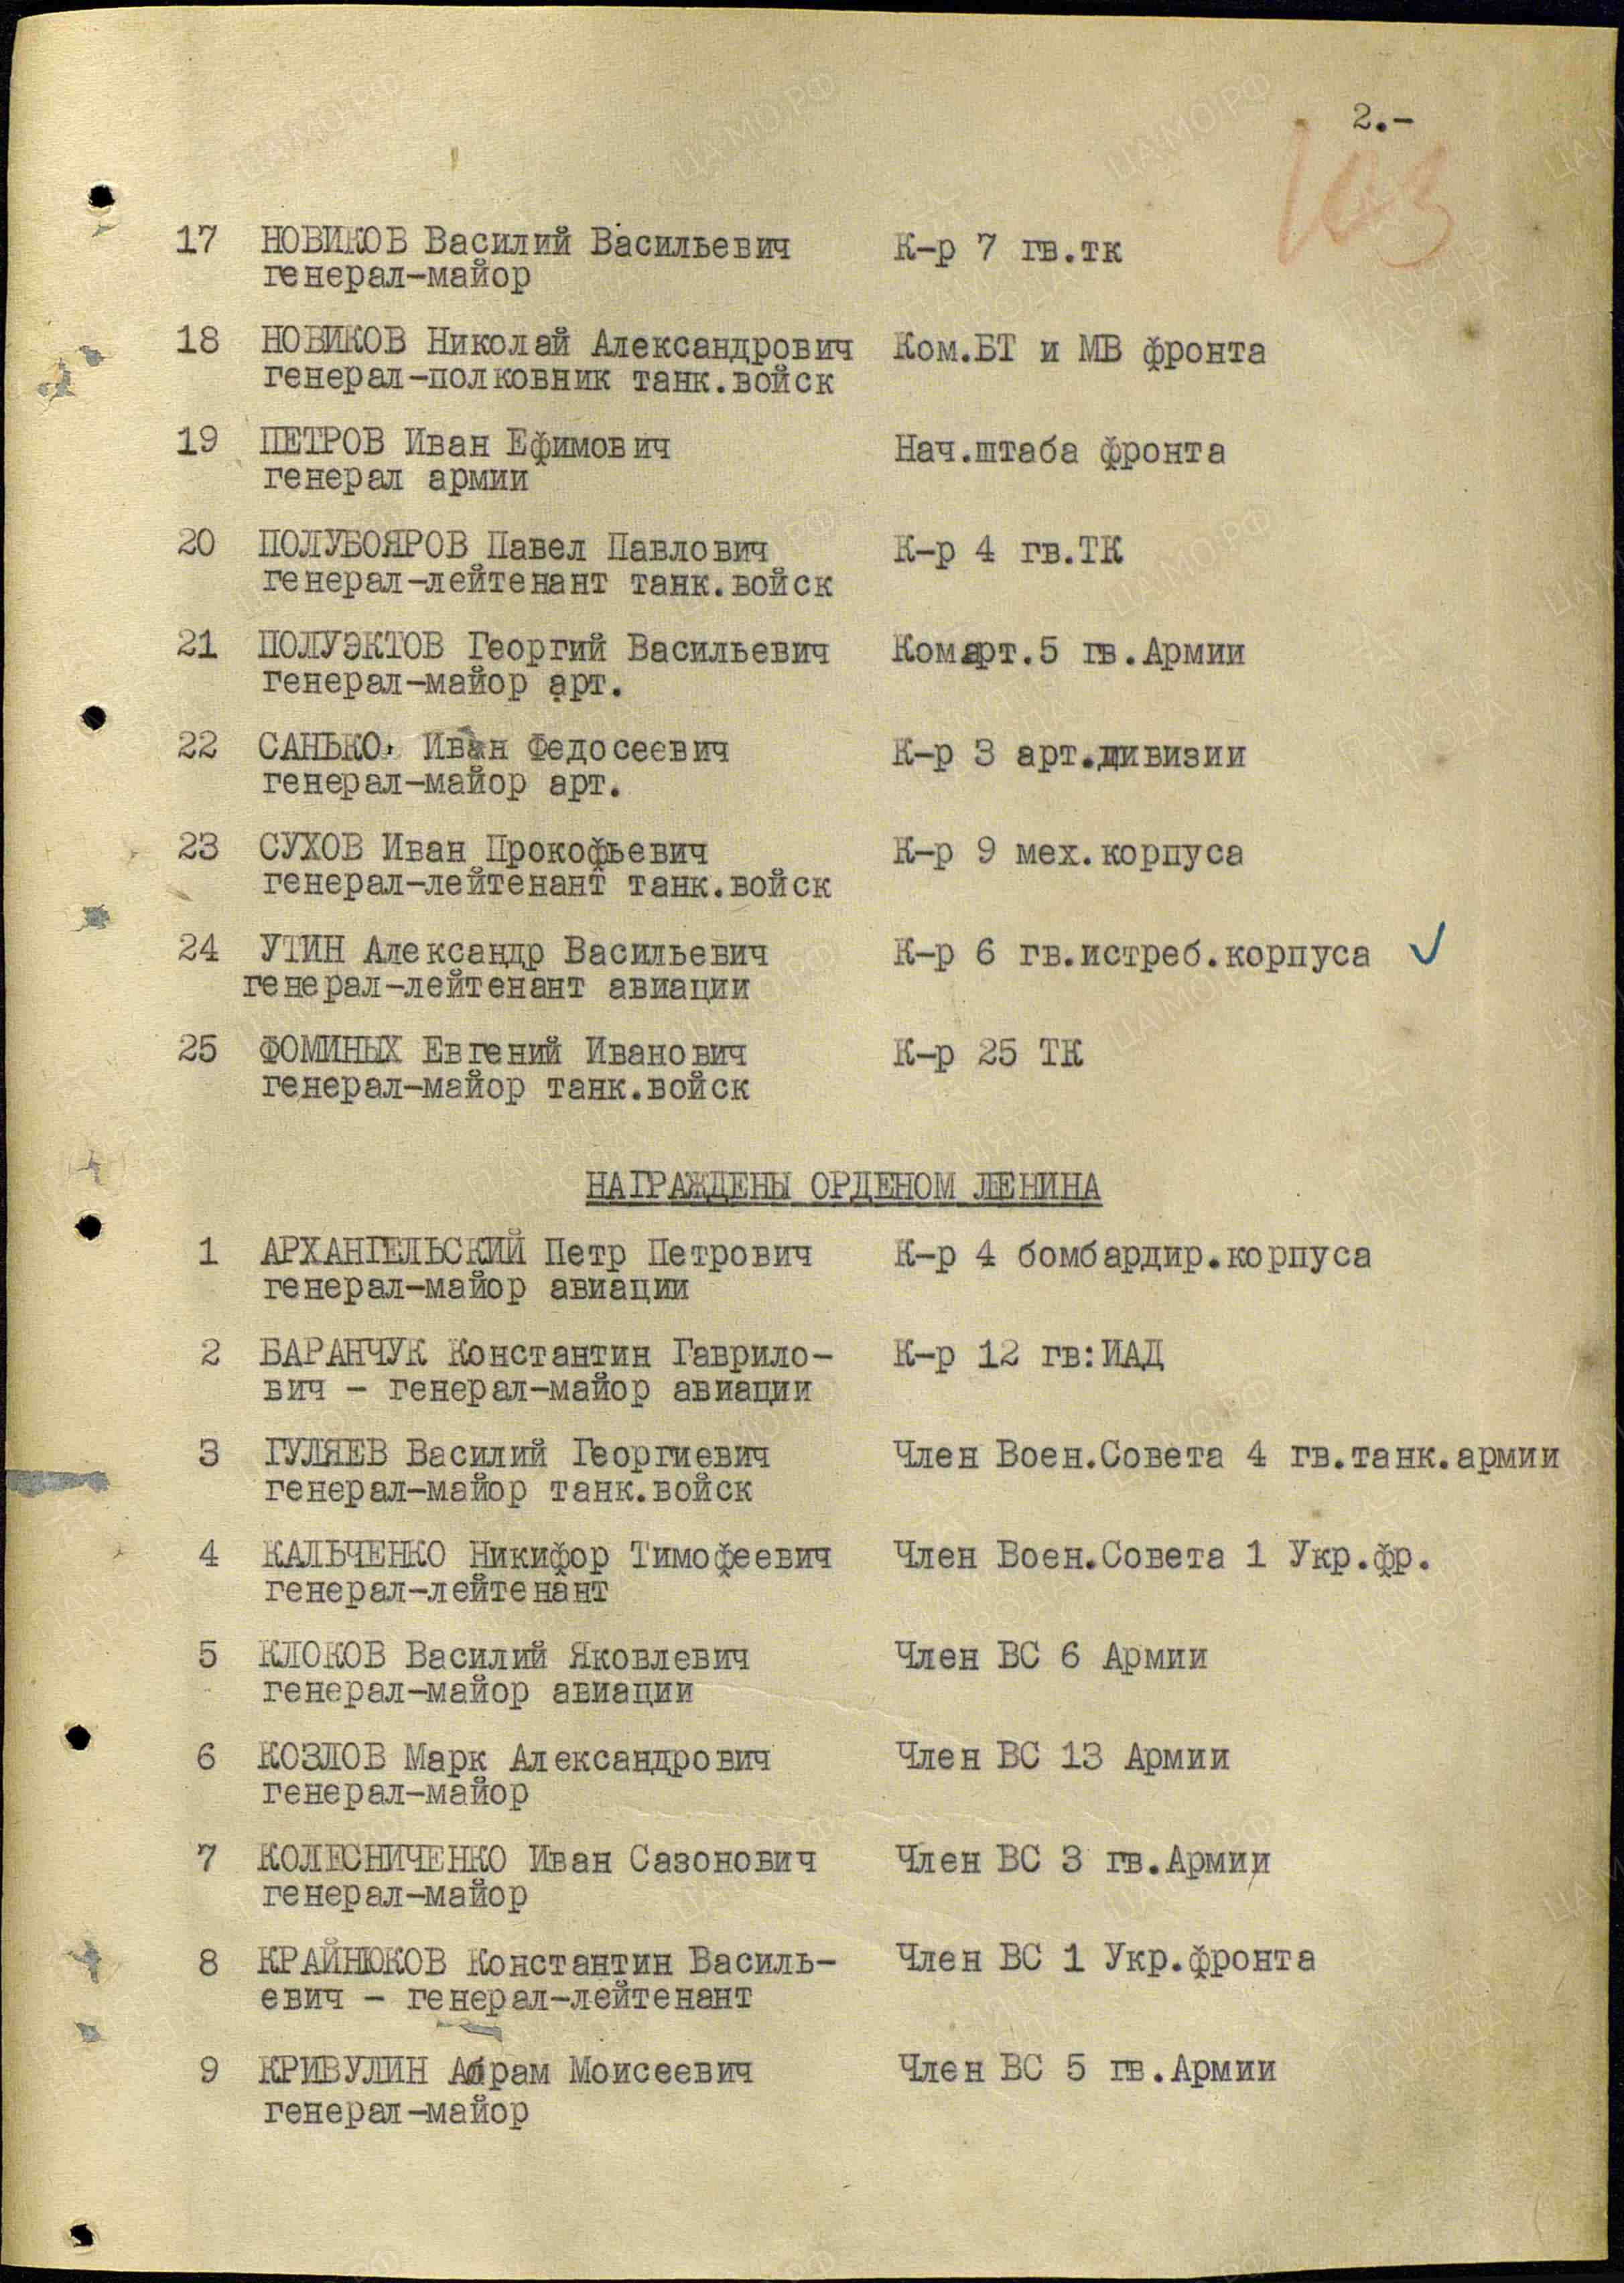 2.-
17 НОВИКОВ Василий Васильевич К-р 7 гв.тк
генерал-майор
18 НОВИКОВ Николай Александрович Ком.БТ и МВ фронта
генерал-полковник танк.войск
19 ПЕТРОВ Иван Ефимович Нач.штаба фронта
генерал армии
20 ПОЛУБОЯРОВ Павел Павлович К-р 4 гв.ТК
генерал-лейтенант танк.войск
21 ПОЛУЭКТОВ Георгий Васильевич Комарт.5 гв.Армии
генерал-майор арт.
22 САНЬКО Иван Федосеевич К-р 3 арт.дивизии
генерал-майор арт.
23 СУХОВ Иван Прокофьевич К-р 9 мех.корпуса
генерал-лейтенант танк.войск
24 УТИН Александр Васильевич К-р 6 гв.истреб.корпуса
генерал-лейтенант авиации
25 ФОМИНЫХ Евгений Иванович К-р 25 ТК
генерал-майор танк.войск
НАГРАЖДЕНЫ ОРДЕНОМ ЛЕНИНА
1 АРХАНГЕЛЬСКИЙ Петр Петрович К-р 4 бомбардир.корпуса
генерал-майор авиации
2 БАРАНЧУК Константин Гаврило- К-р 12 гв:ИАД
вич - генерал-майор авиации
3 ГУЛЯЕВ Василий Георгиевич Член Воен.Совета 4 гв.танк.армии
генерал-майор танк.войск
4 КАЛЬЧЕНКО Никифор Тимофеевич Член Воен.Совета 1 Укр.фр.
генерал-лейтенант
5 КЛОКОВ Василий Яковлевич Член ВС 6 Армии
генерал-майор авиации
6 КОЗЛОВ Марк Александрович Член ВС 13 Армии
генерал-майор
7 КОЛЕСНИЧЕНКО Иван Сазонович Член ВС 3 гв.Армии
генерал-майор
8 КРАЙНЮКОВ Константин Василь- Член ВС 1 Укр.фронта
евич - генерал-лейтенант
9 КРИВУЛИН Абрам Моисеевич Член ВС 5 гв.Армии
генерал-майор